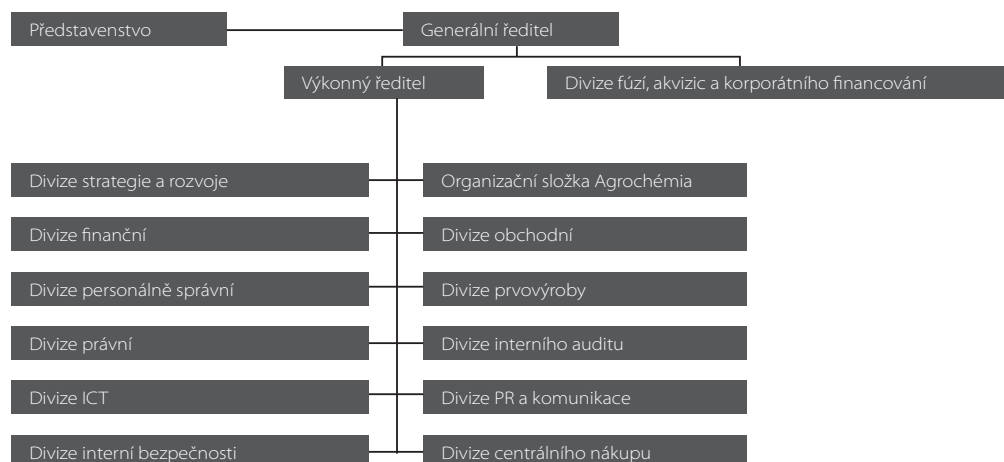 Představenstvo
Generální ředitel
Výkonný ředitel
Divize fúzí, akvizic a korporátního financování
Divize strategie a rozvoje
Organizační složka Agrochémia
Divize finanční
Divize obchodní
Divize personálně správní
Divize prvovýroby
Divize právní
Divize interního auditu
Divize ICT
Divize PR a komunikace
Divize interní bezpečnosti
Divize centrálního nákupu